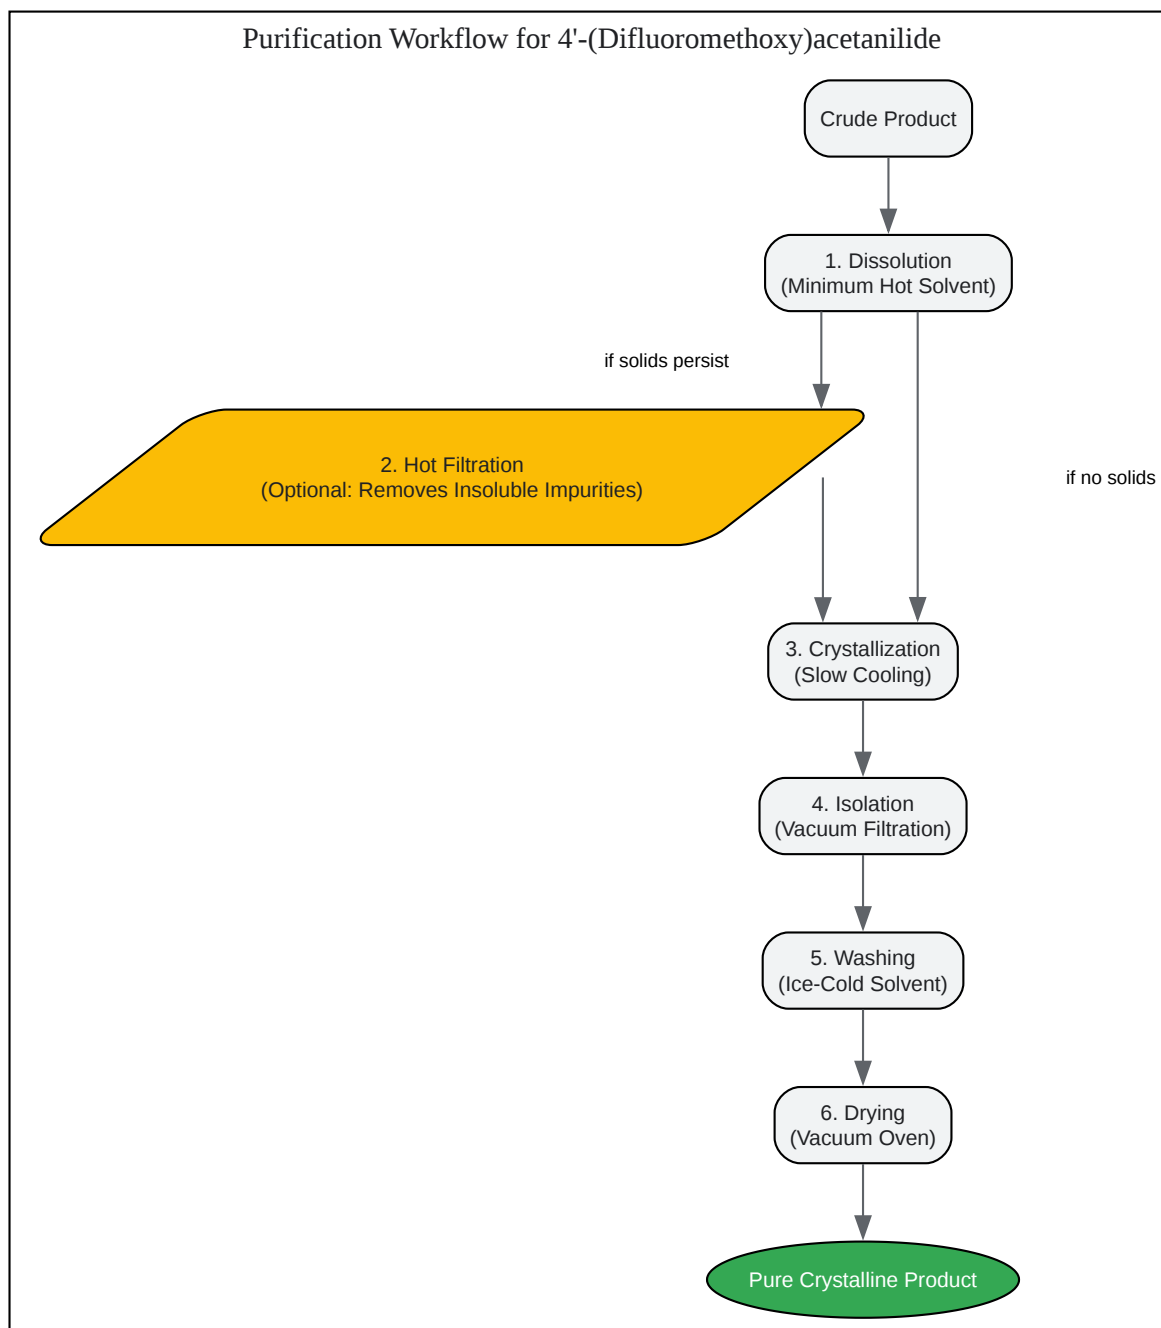 Purification Workflow for 4'-(Difluoromethoxy)acetanilide
Crude Product
1. Dissolution
(Minimum Hot Solvent)
if solids persist
2. Hot Filtration
(Optional: Removes Insoluble Impurities)
if no solids
3. Crystallization
(Slow Cooling)
4. Isolation
(Vacuum Filtration)
5. Washing
(Ice-Cold Solvent)
6. Drying
(Vacuum Oven)
Pure Crystalline Product